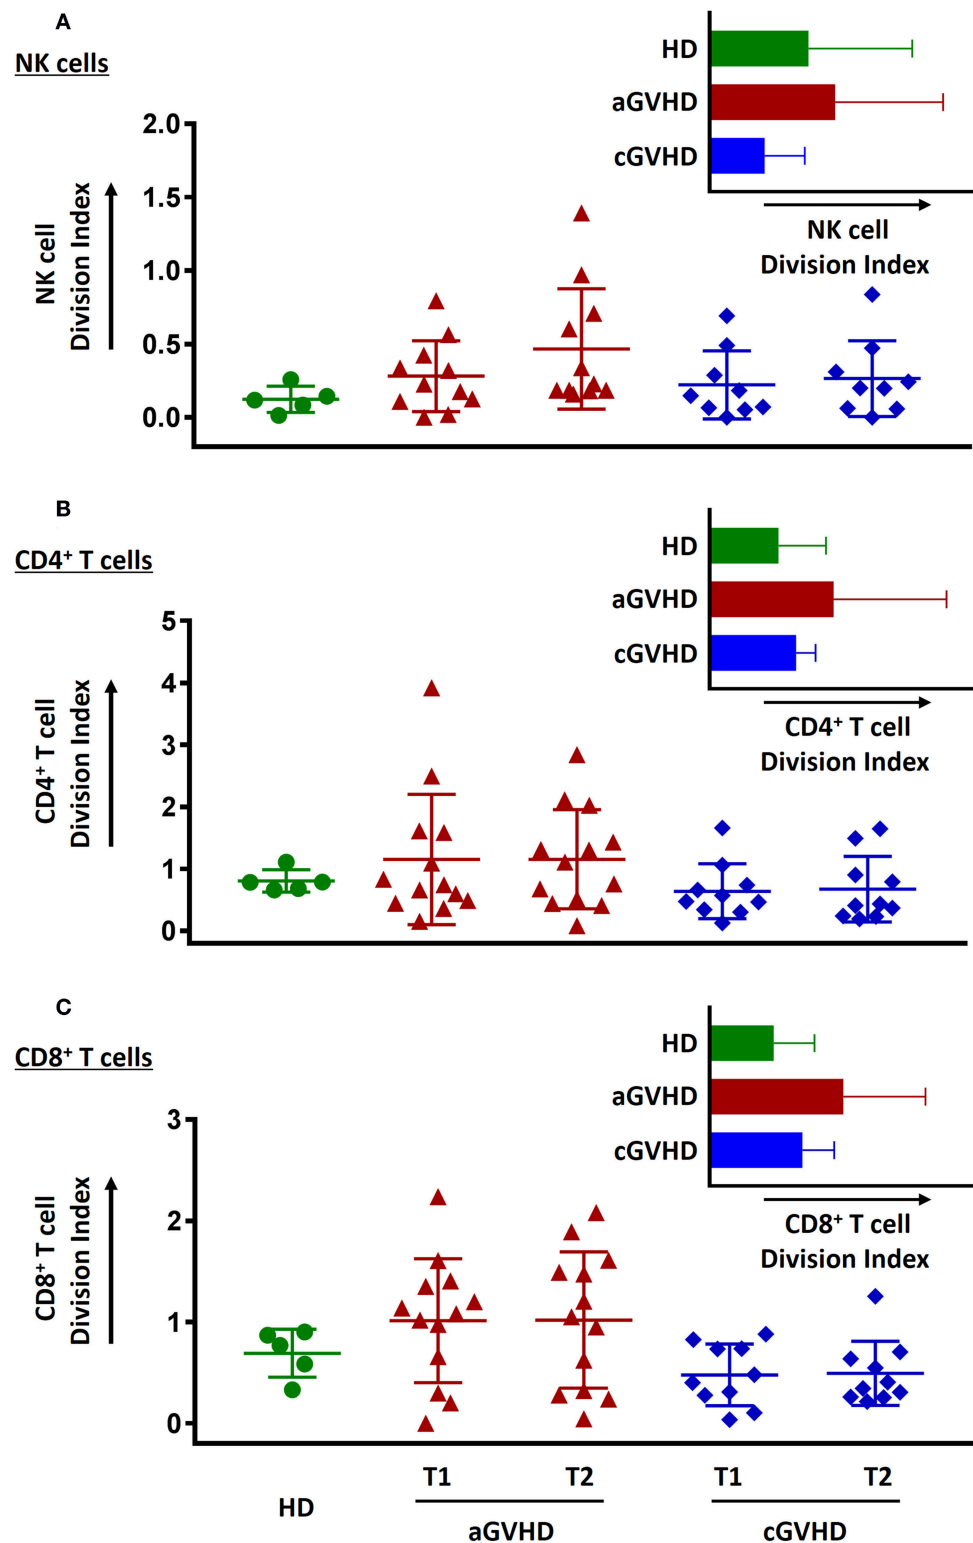 A
NK cells
HD
aGVHD
cGVHD
NK cell
Division Index
NK cell
Division Index
2.0
1.5
1.0
0.5
0.0
B
CD4⁺ T cells
HD
aGVHD
cGVHD
CD4⁺ T cell
Division Index
CD4⁺ T cell
Division Index
5
4
3
2
1
0
C
CD8⁺ T cells
HD
aGVHD
cGVHD
CD8⁺ T cell
Division Index
CD8⁺ T cell
Division Index
3
2
1
0
T1 T2 T1 T2
HD
aGVHD cGVHD